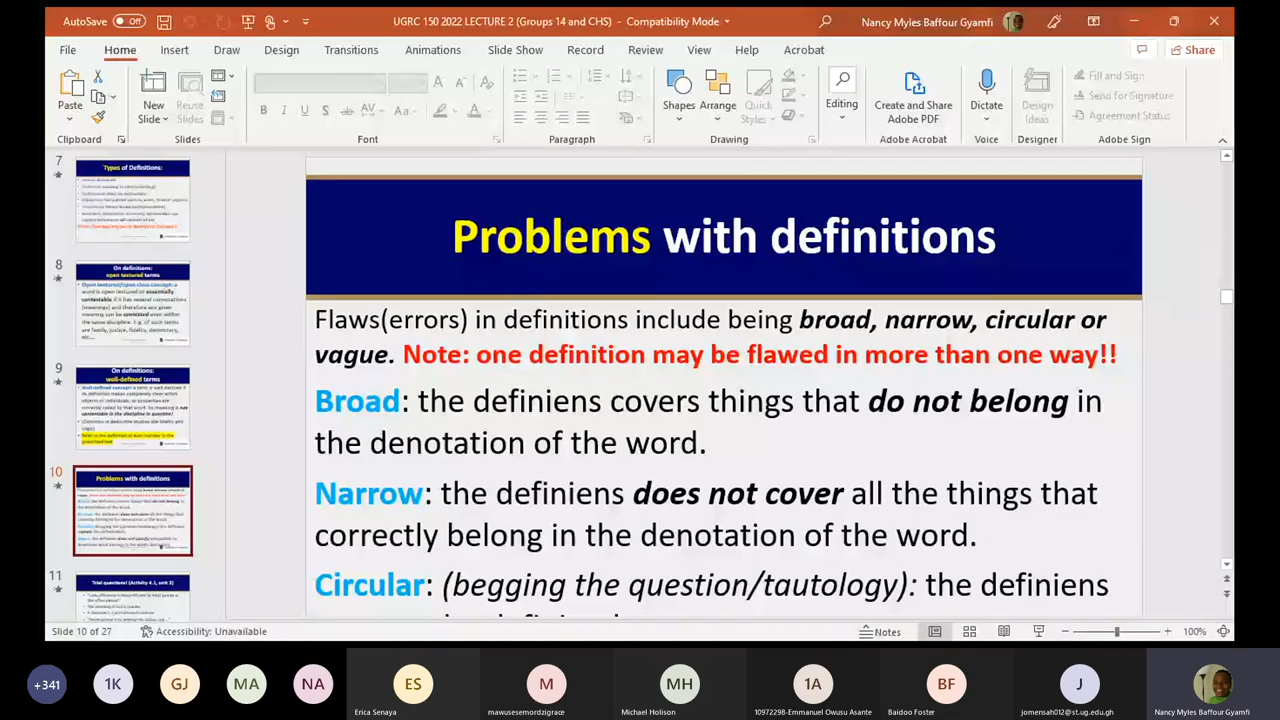 AutoSave Off UGRC 150 2022 LECTURE 2 (Groups 14 and CHS) - Compatibility Mode Nancy Myles Baffour Gyamfi
File Home Insert Draw Design Transitions Animations Slide Show Record Review View Help Acrobat Share
Paste New Slide Reuse Slides Shapes Arrange Quick Styles Editing Create and Share Adobe PDF Dictate Design Ideas Fill and Sign
Send for Signature
Agreement Status
Clipboard Slides Font Paragraph Drawing Adobe Acrobat Voice Designer Adobe Sign
7
Types of Definitions:
8
On definitions:
open textured terms
9
On definitions:
well-defined terms
10
Problems with definitions
11
Trial questions! (Activity 4.1, unit 2)
Problems with definitions
Flaws(errors) in definitions include being broad, narrow, circular or
vague. Note: one definition may be flawed in more than one way!!
Broad: the definiens covers things that do not belong in
the denotation of the word.
Narrow: the definiens does not cover all the things that
correctly belong in the denotation of the word.
Circular: (begging the question/tautology): the definiens
Slide 10 of 27 Accessibility: Unavailable Notes 100%
+341 1K GJ MA NA ES M MH 1A BF J
Erica Senaya mawusesemordzigrace Michael Holison 10972298-Emmanuel Owusu Asante Baidoo Foster jomensah012@st.ug.edu.gh Nancy Myles Baffour Gyamfi